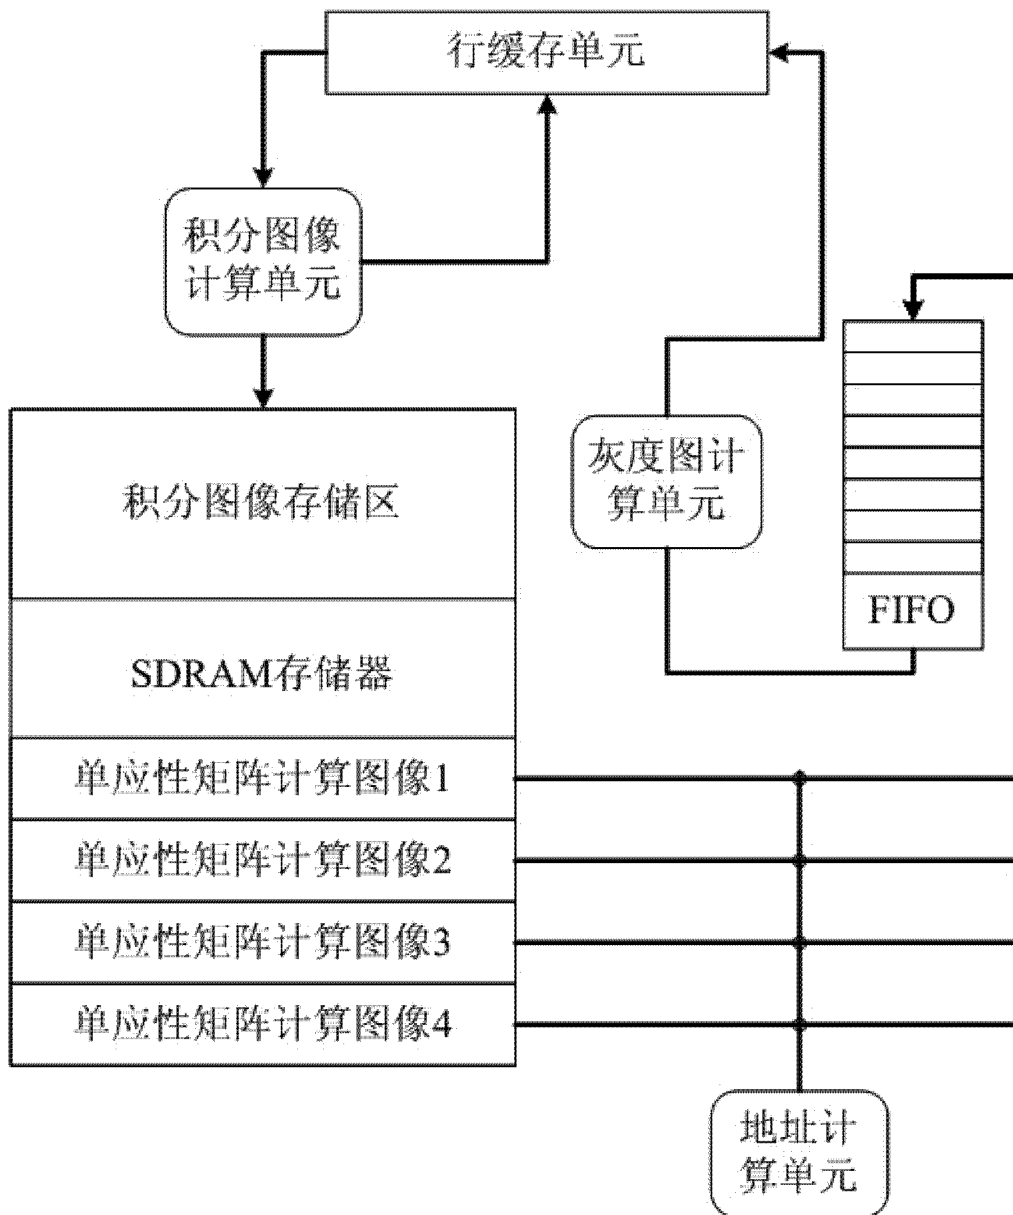 行缓存单元
积分图像
计算单元
积分图像存储区
灰度图计
算单元
FIFO
SDRAM存储器
单应性矩阵计算图像1
单应性矩阵计算图像2
单应性矩阵计算图像3
单应性矩阵计算图像4
地址计
算单元